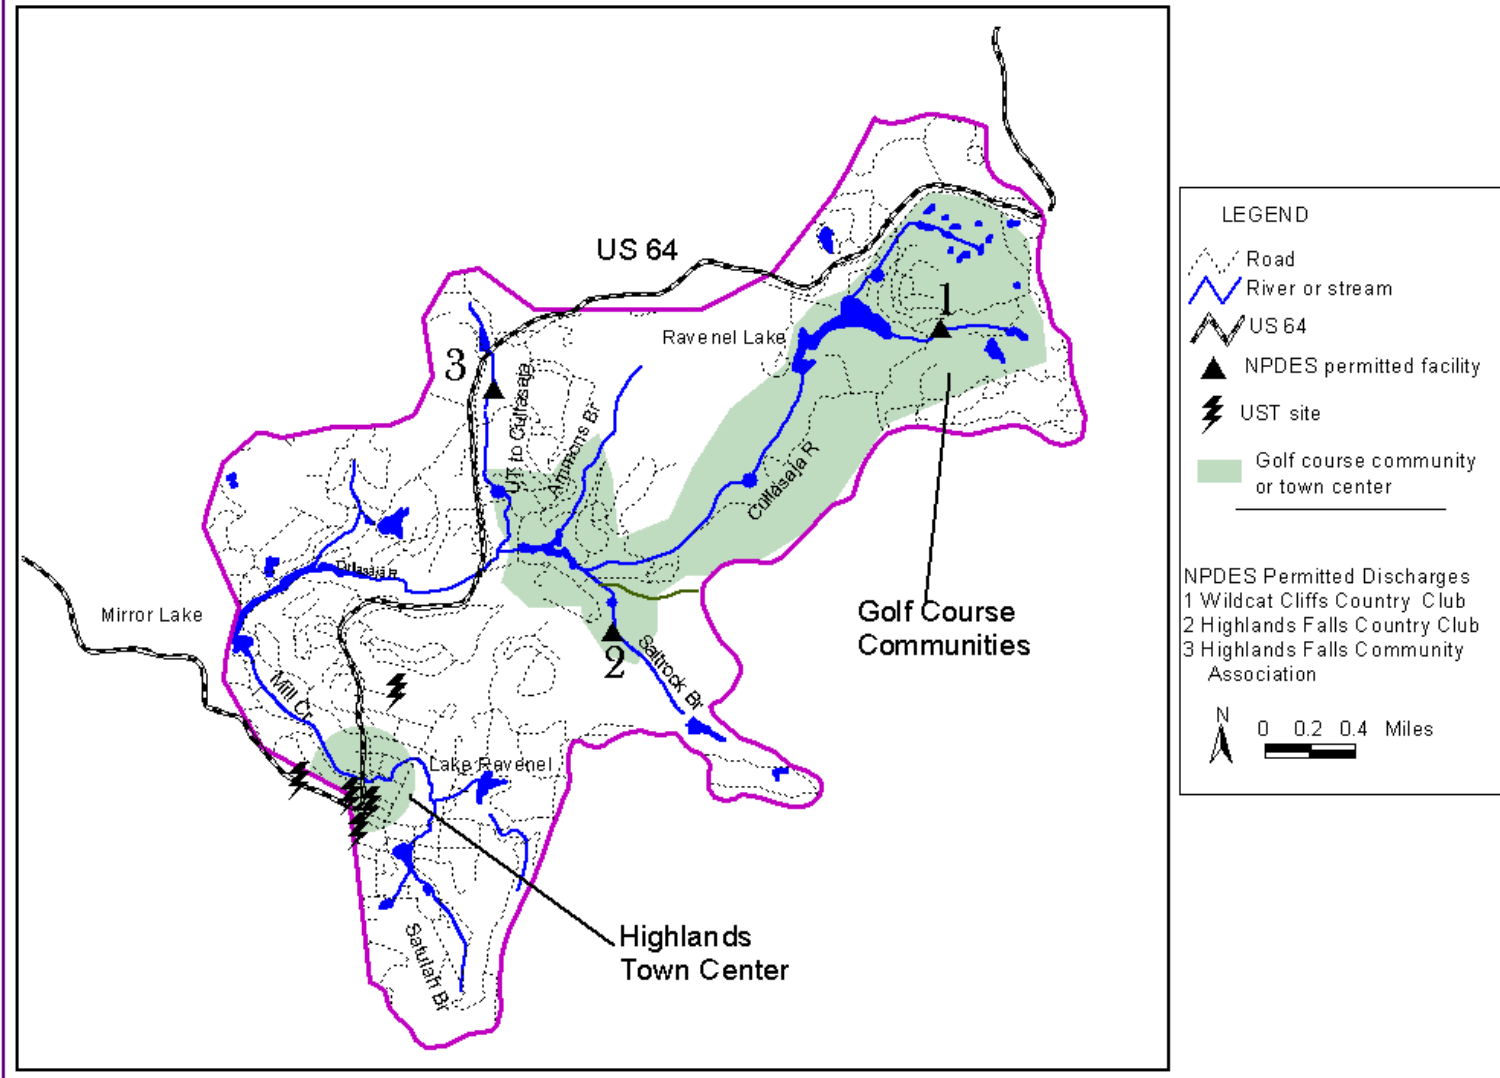 US 64
1
Ravenel Lake
3
UT to Cullasaja
Ammons Br
Cullasaja R
Mirror Lake
Golf Course
Communities
2
Saltrock Br
Mill Cr
Lake Ravenel
Highlands
Town Center
Satulah Br
LEGEND
Road
River or stream
US 64
NPDES permitted facility
UST site
Golf course community
or town center
NPDES Permitted Discharges
1 Wildcat Cliffs Country Club
2 Highlands Falls Country Club
3 Highlands Falls Community
Association
N
0 0.2 0.4 Miles